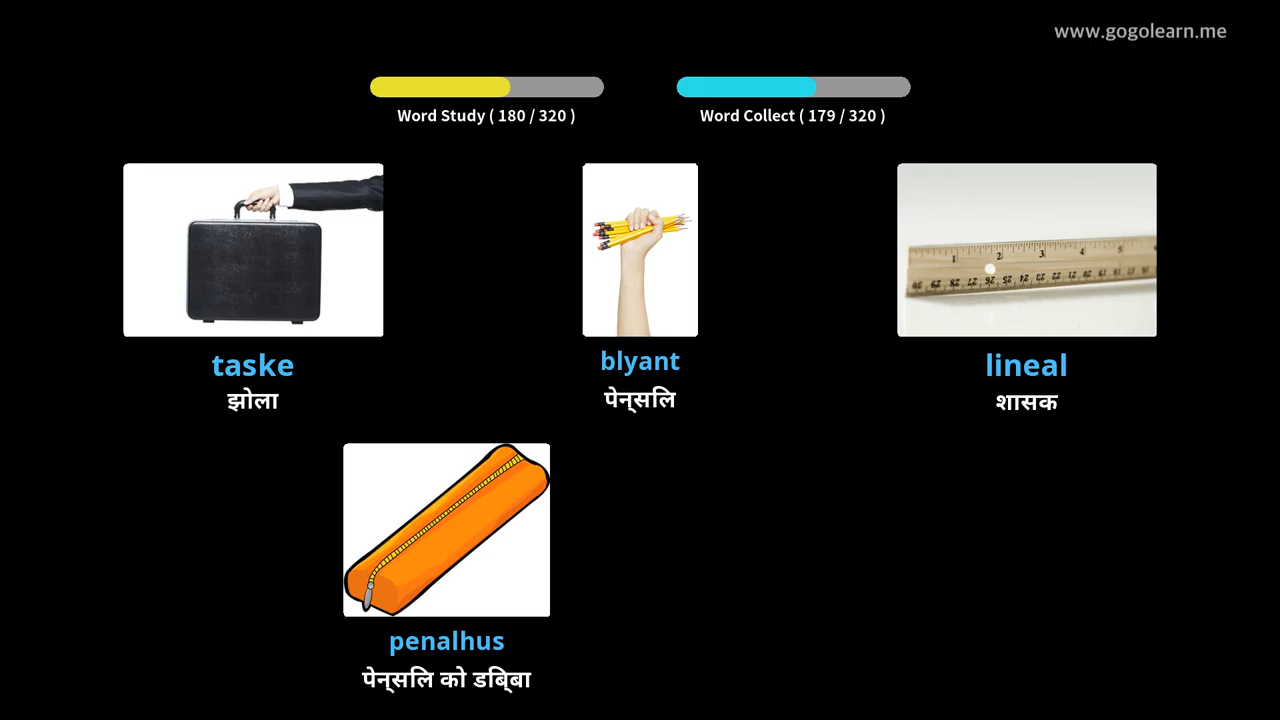 www.gogolearn.me
Word Study ( 180 / 320 )
Word Collect ( 179 / 320 )
taske
झोला
blyant
पेन्सलि
lineal
शासक
penalhus
पेन्सलि को डबि्बा